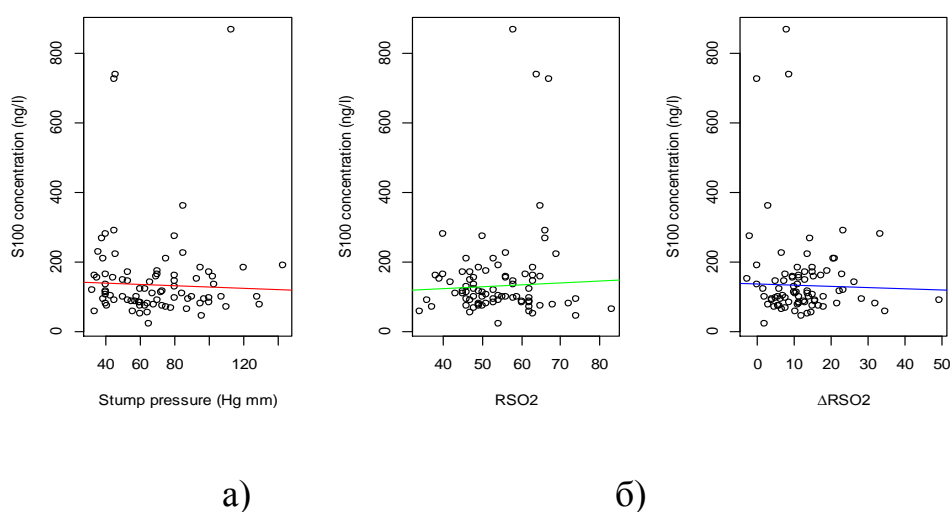 S100 concentration (ng/l)
0 200 400 600 800
40 60 80 120
Stump pressure (Hg mm)
S100 concentration (ng/l)
0 200 400 600 800
40 50 60 70 80
RSO2
S100 concentration (ng/l)
0 200 400 600 800
0 10 20 30 40 50
ΔRSO2
а) б)